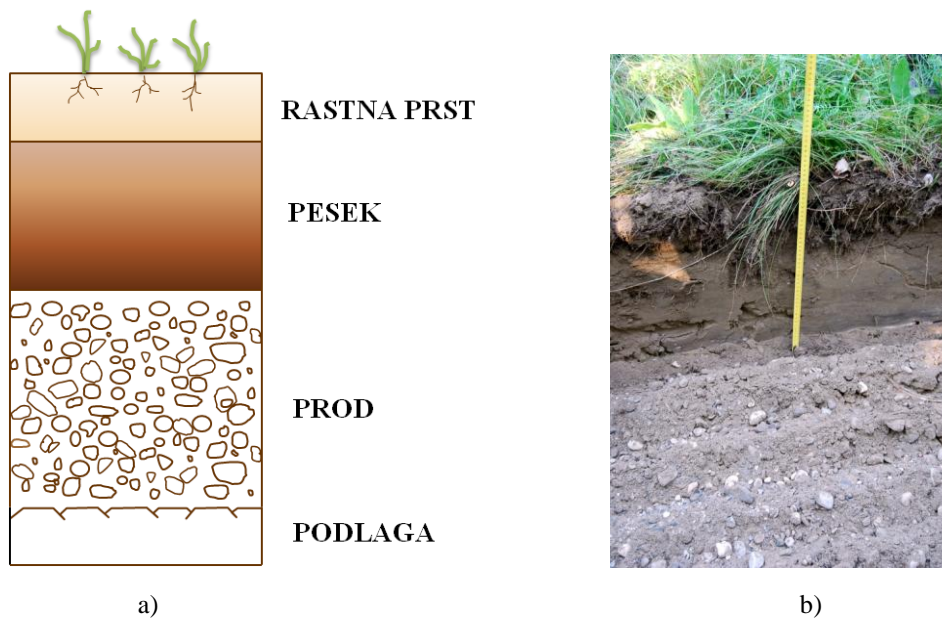 RASTNA PRST
PESEK
PROD
PODLAGA
a)
b)